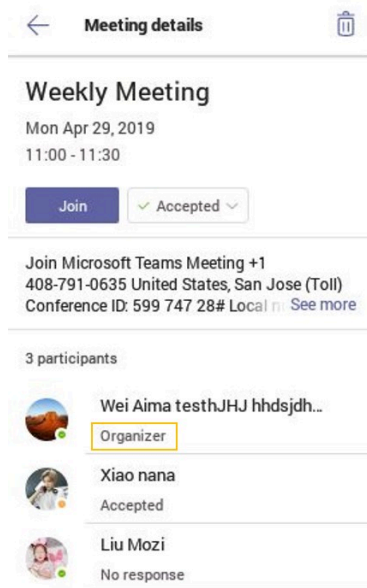 Meeting details
Weekly Meeting
Mon Apr 29, 2019
11:00 - 11:30
Join
Accepted
Join Microsoft Teams Meeting +1
408-791-0635 United States, San Jose (Toll)
Conference ID: 599 747 28# Local See more
3 participants
Wei Aima testhJHJ hhdsjdh...
Organizer
Xiao nana
Accepted
Liu Mozi
No response